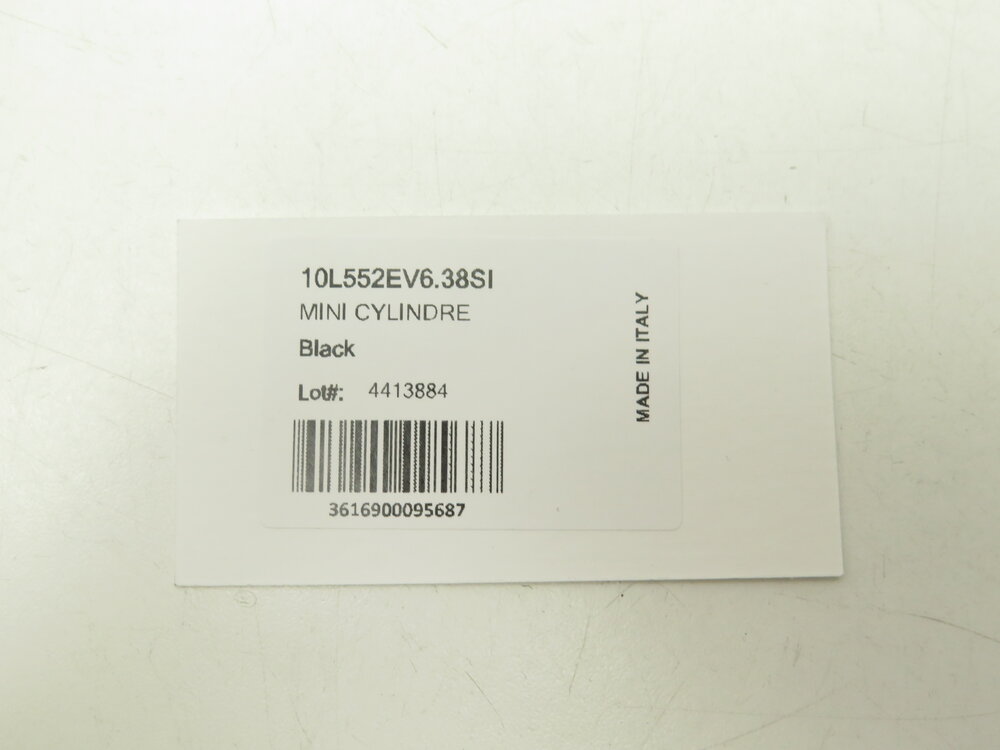 10L552EV6.38SI
MINI CYLINDRE
Black
Lot#: 4413884
3616900095687
MADE IN ITALY